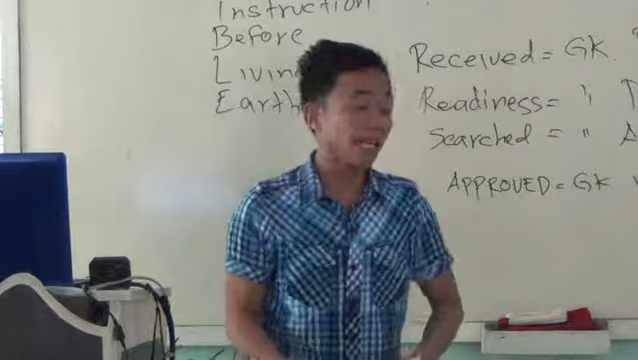 Instruction
Before
Living
Earth
Received = GK.
Readiness = "
Searched = "
APPROVED = GK